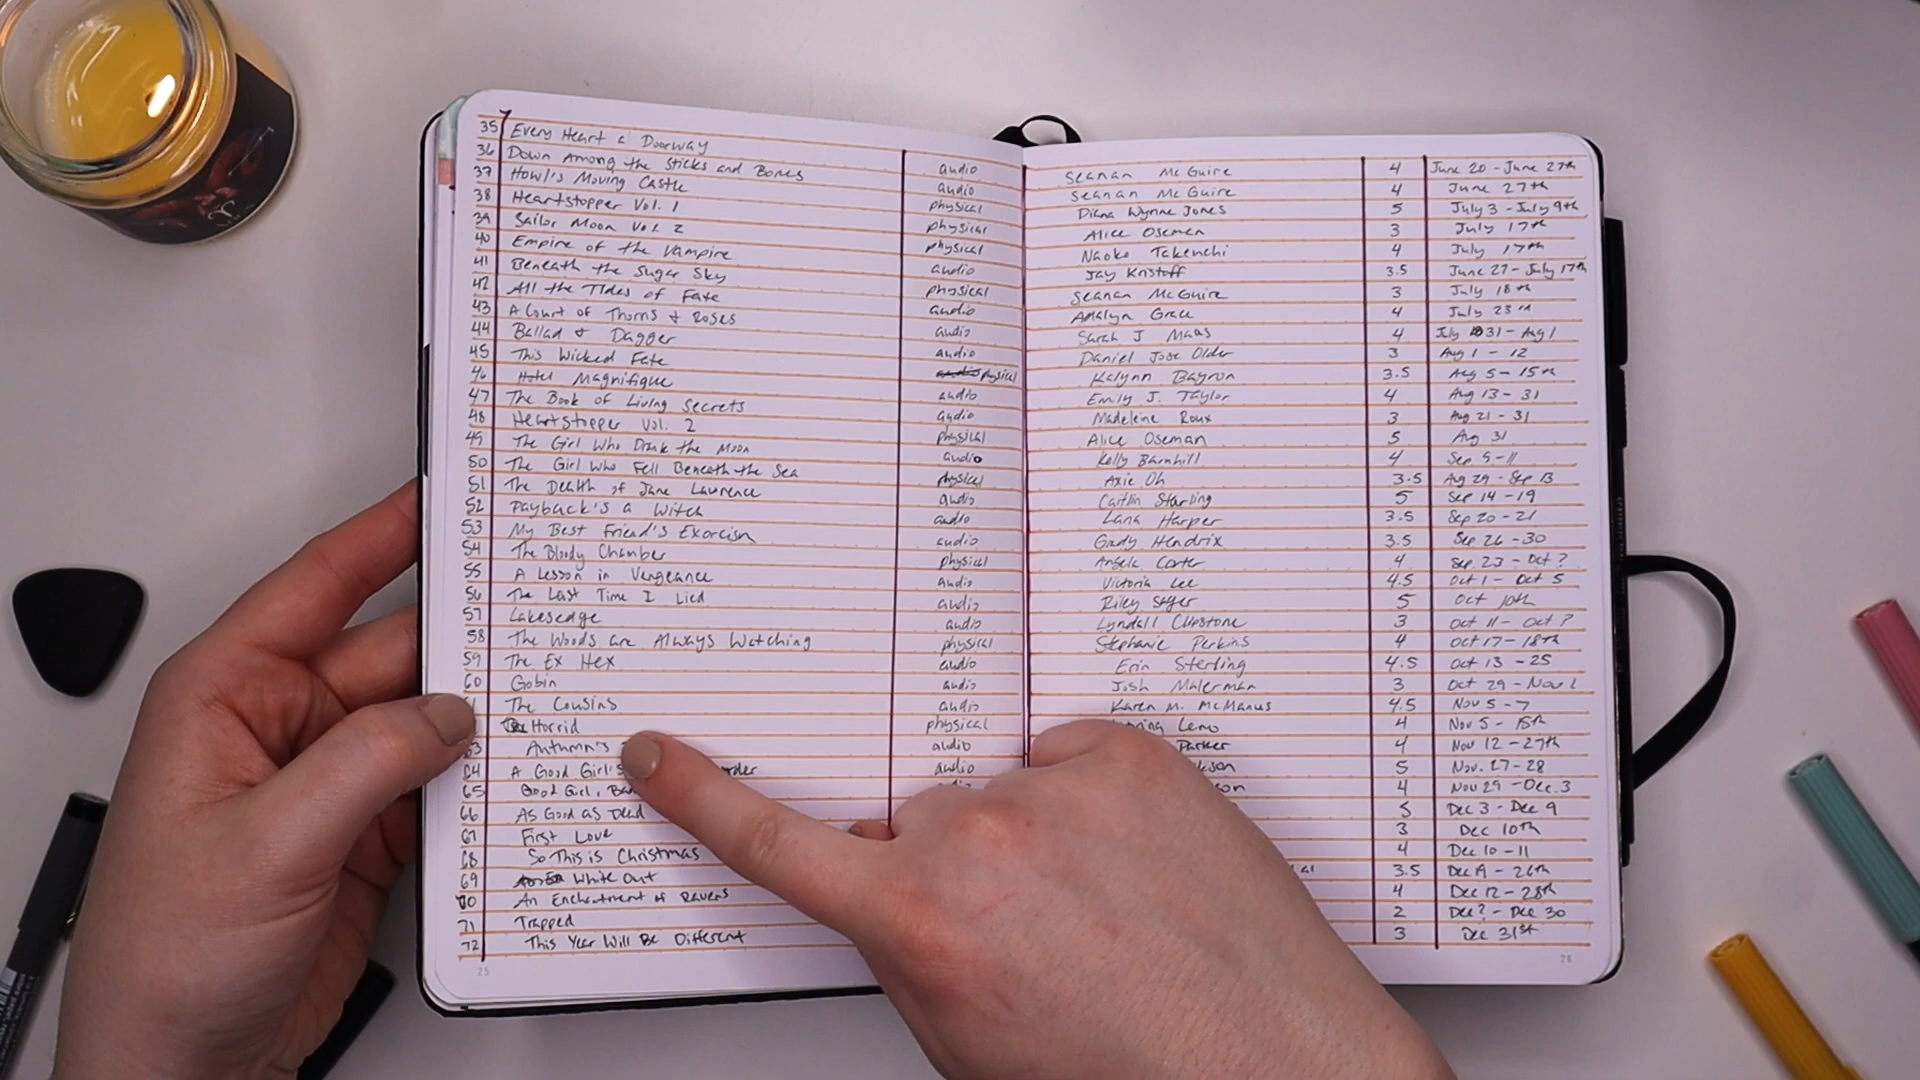 35 Every Heart a Doorway audio Seanan McGuire 4 June 20 - June 27th
36 Down Among the Sticks and Bones audio Seanan McGuire 4 June 27th
37 Howl's Moving Castle physical Diana Wynne Jones 5 July 3 - July 9th
38 Heartstopper Vol. 1 physical Alice Oseman 3 July 17th
39 Sailor Moon Vol. 2 physical Naoko Takeuchi 4 July 17th
40 Empire of the Vampire audio Jay Kristoff 3.5 June 27 - July 17th
41 Beneath the Sugar Sky physical Seanan McGuire 3 July 18th
42 All the Tides of Fate audio Adalyn Grace 4 July 23rd
43 A Court of Thorns & Roses audio Sarah J Maas 4 July 31 - Aug 1
44 Ballad & Dagger audio Daniel Jose Older 3 Aug 1 - 12
45 This Wicked Fate physical Kalynn Bayron 3.5 Aug 5 - 15th
46 Hotel Magnifique audio Emily J. Taylor 4 Aug 13 - 31
47 The Book of Living Secrets audio Madeleine Roux 3 Aug 21 - 31
48 Heartstopper Vol. 2 physical Alice Oseman 5 Aug 31
49 The Girl Who Drank the Moon audio Kelly Barnhill 4 Sep 5 - 11
50 The Girl Who Fell Beneath the Sea physical Axie Oh 3.5 Aug 29 - Sep 13
51 The Death of Jane Lawrence audio Caitlin Starling 5 Sep 14 - 19
52 Payback's a Witch audio Lana Harper 3.5 Sep 20 - 21
53 My Best Friend's Exorcism audio Grady Hendrix 3.5 Sep 26 - 30
54 The Bloody Chamber physical Angela Carter 4 Sep 23 - Oct ?
55 A Lesson in Vengeance audio Victoria Lee 4.5 Oct 1 - Oct 5
56 The Last Time I Lied audio Riley Sager 5 Oct 10th
57 Lakesedge audio Lyndall Clipstone 3 Oct 11 - Oct ?
58 The Woods are Always Watching physical Stephanie Perkins 4 Oct 17 - 18th
59 The Ex Hex audio Erin Sterling 4.5 Oct 13 - 25
60 Goblin audio Josh Malerman 3 Oct 29 - Nov 2
The Cousins audio Karen M. McManus 4.5 Nov 5 - 7
Horrid physical Leno 4 Nov 5 - 15th
63 Autumn's audio Parker 4 Nov 12 - 27th
64 A Good Girl's audio 5 Nov. 27 - 28
65 Good Girl, 4 Nov 29 - Dec. 3
66 As Good as Dead 5 Dec 3 - Dec 9
67 First Love 3 Dec 10th
68 So This is Christmas 4 Dec 10 - 11
69 White Out 3.5 Dec 19 - 26th
70 An Enchantment of Ravens 4 Dec 12 - 28th
71 Trapped 2 Dec ? - Dec 30
72 This Year Will Be Different 3 Dec 31st
25 26